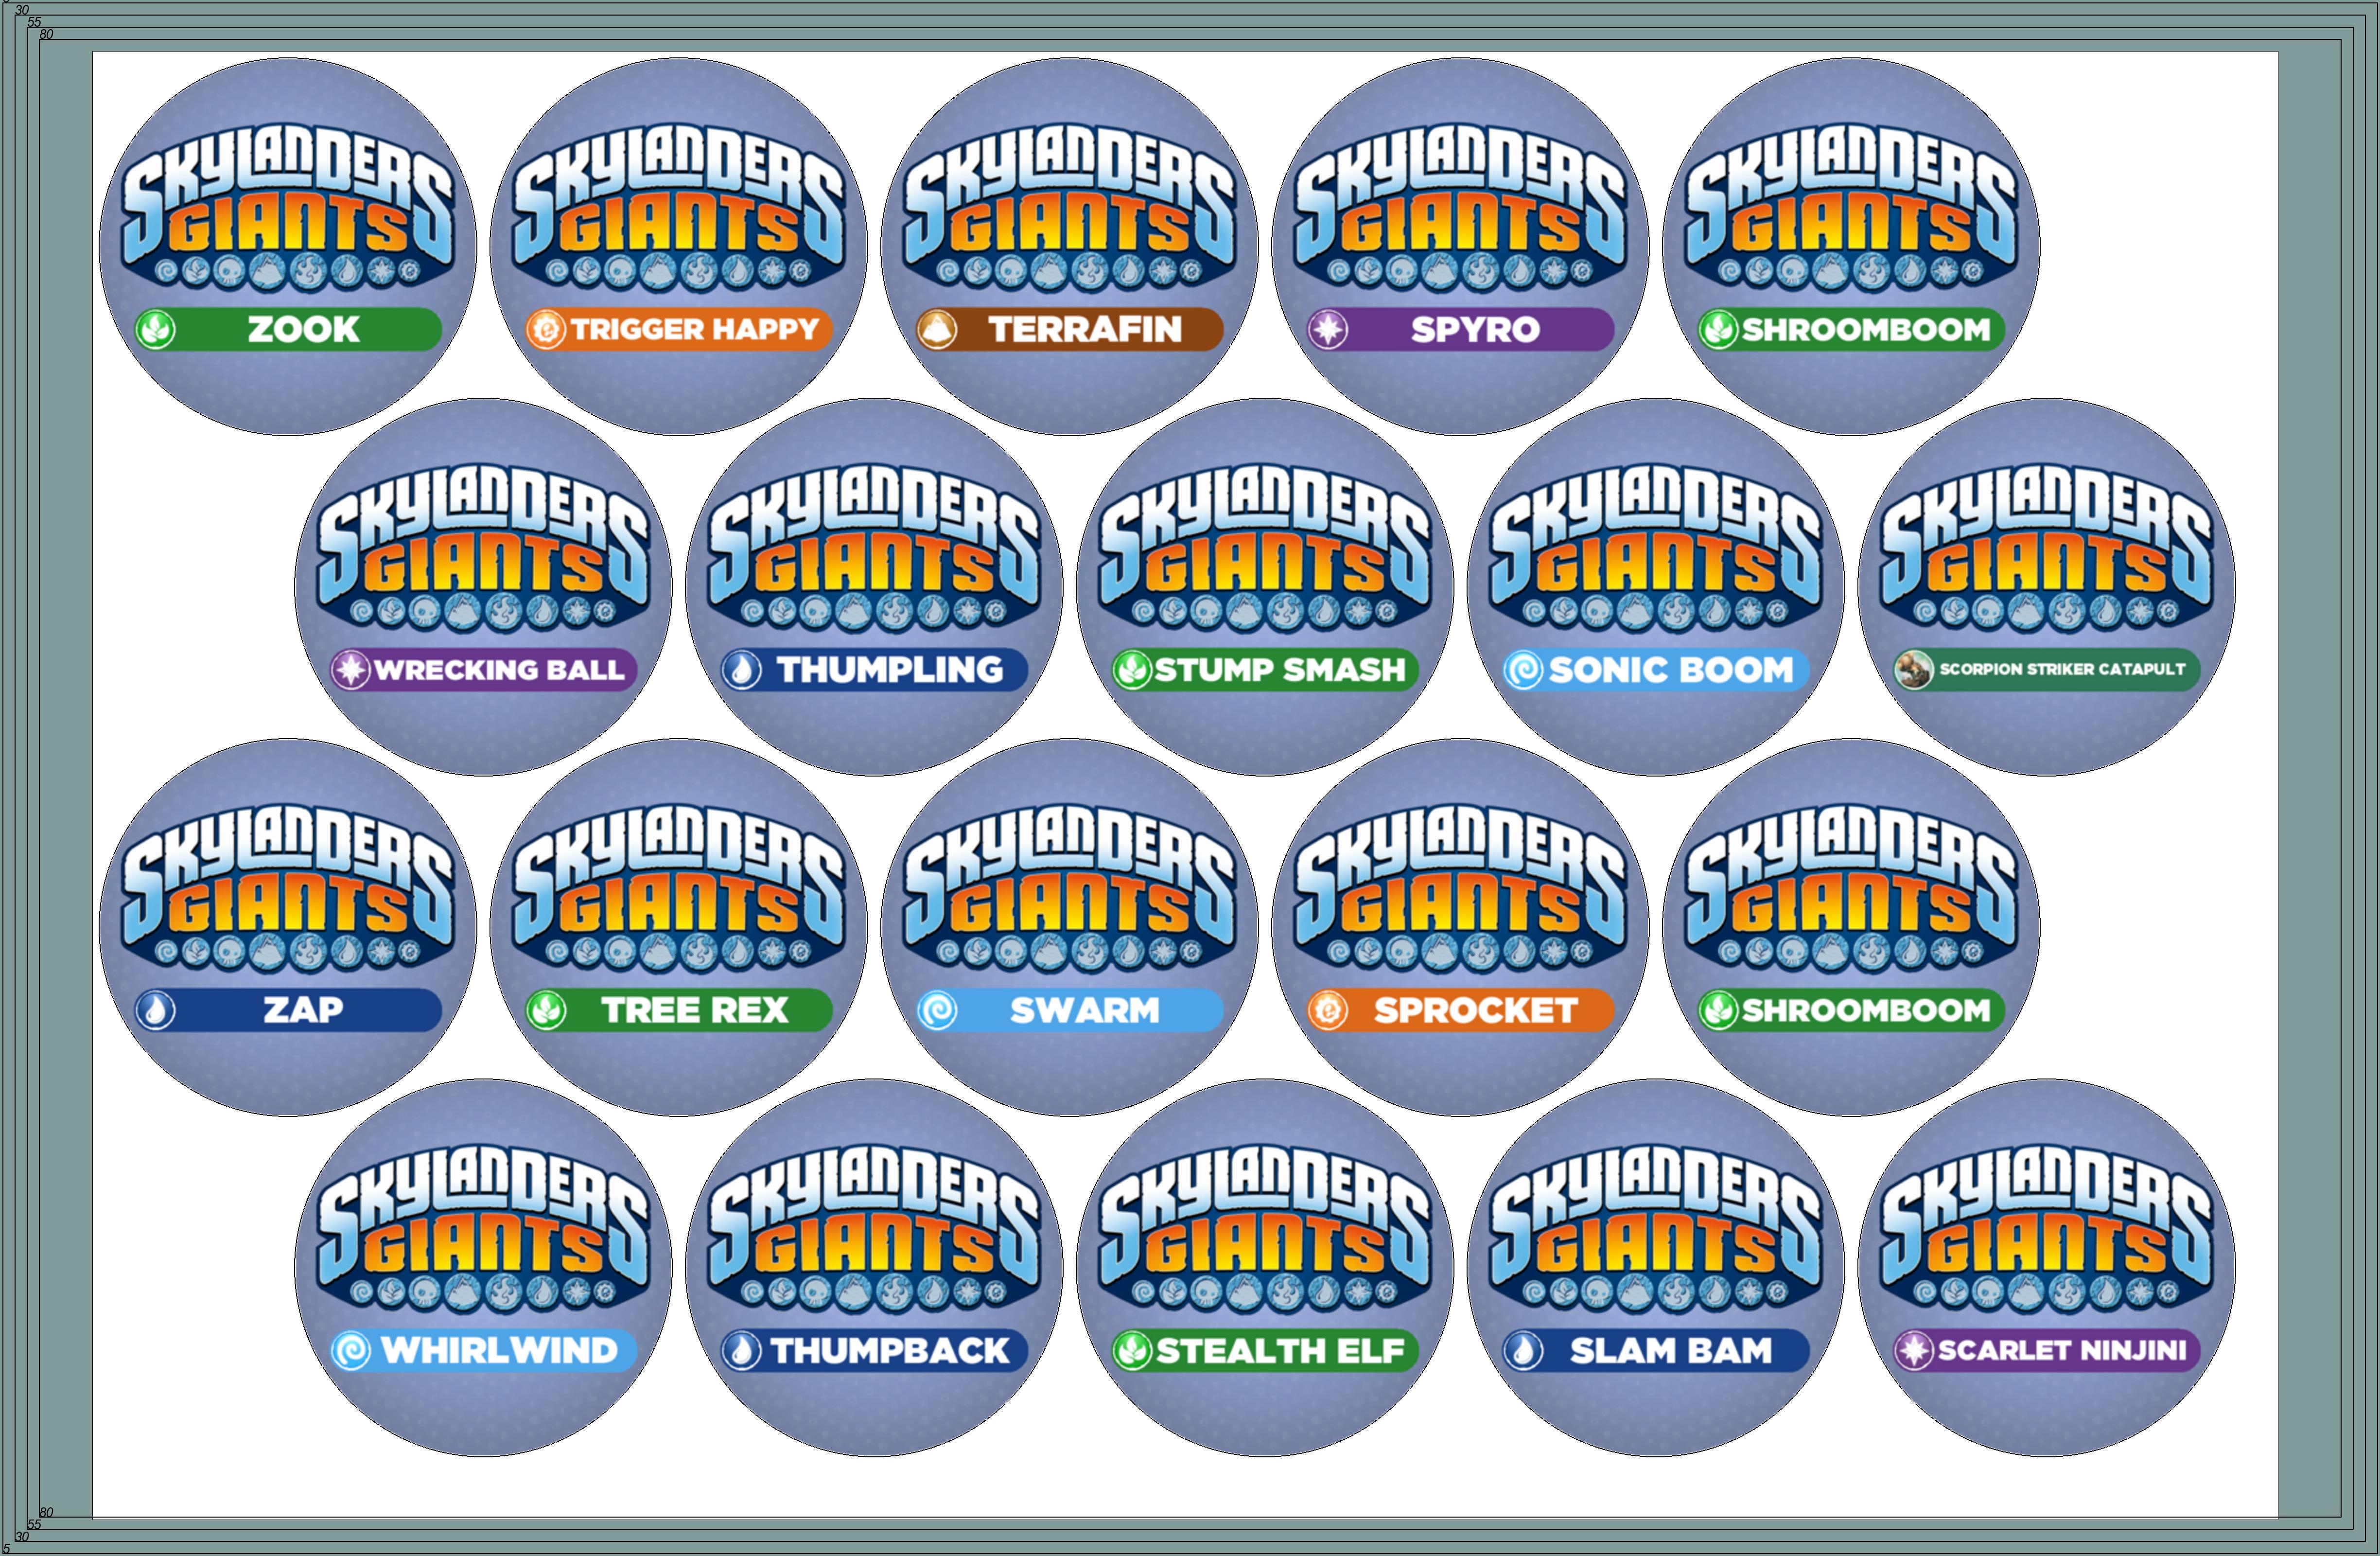 5
30
55
80
SKYLANDERS
GIANTS
ZOOK
SKYLANDERS
GIANTS
TRIGGER HAPPY
SKYLANDERS
GIANTS
TERRAFIN
SKYLANDERS
GIANTS
SPYRO
SKYLANDERS
GIANTS
SHROOMBOOM
SKYLANDERS
GIANTS
WRECKING BALL
SKYLANDERS
GIANTS
THUMPLING
SKYLANDERS
GIANTS
STUMP SMASH
SKYLANDERS
GIANTS
SONIC BOOM
SKYLANDERS
GIANTS
SCORPION STRIKER CATAPULT
SKYLANDERS
GIANTS
ZAP
SKYLANDERS
GIANTS
TREE REX
SKYLANDERS
GIANTS
SWARM
SKYLANDERS
GIANTS
SPROCKET
SKYLANDERS
GIANTS
SHROOMBOOM
SKYLANDERS
GIANTS
WHIRLWIND
SKYLANDERS
GIANTS
THUMPBACK
SKYLANDERS
GIANTS
STEALTH ELF
SKYLANDERS
GIANTS
SLAM BAM
SKYLANDERS
GIANTS
SCARLET NINJINI
80
55
30
5